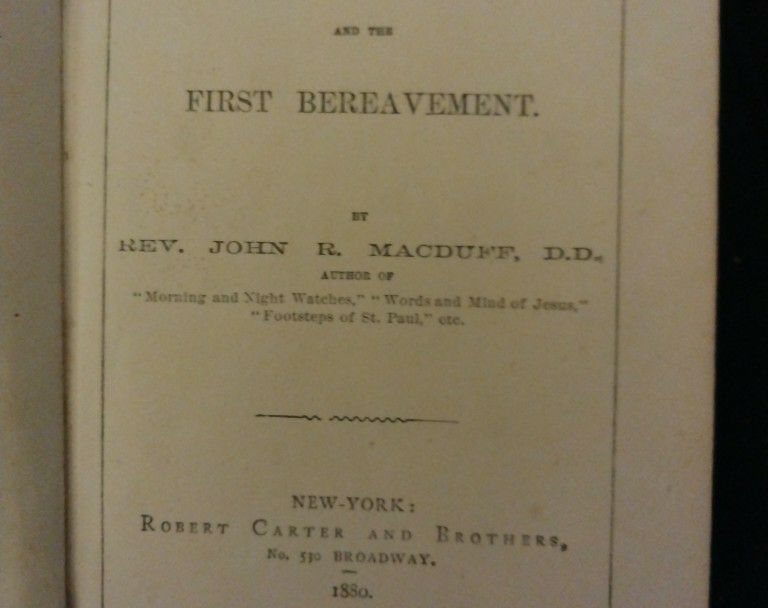 AND THE
FIRST BEREAVEMENT.
BY
REV. JOHN R. MACDUFF, D.D.,
AUTHOR OF
"Morning and Night Watches," "Words and Mind of Jesus,"
"Footsteps of St. Paul," etc.
NEW-YORK:
ROBERT CARTER AND BROTHERS,
No. 530 BROADWAY.
1880.